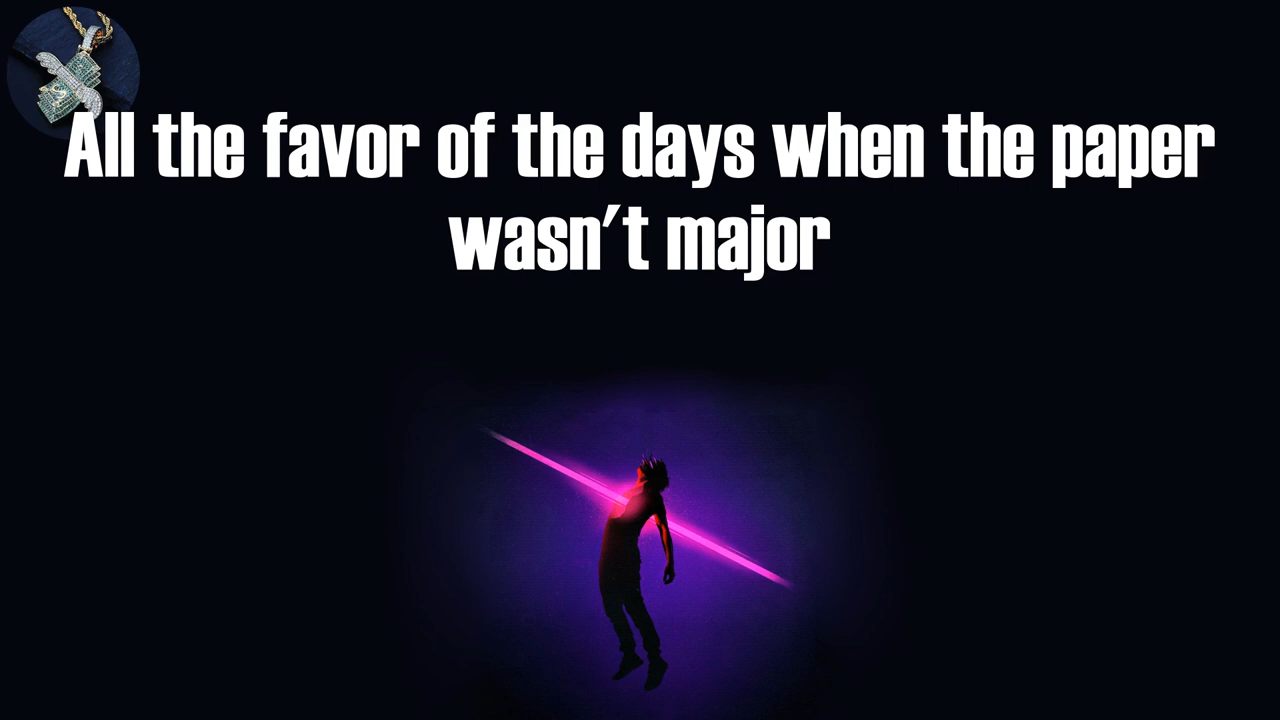 All the favor of the days when the paper
wasn't major